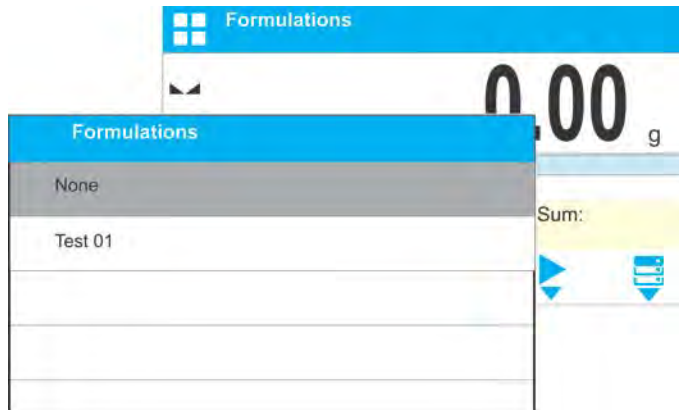 Formulations
0.00 g
Formulations
None
Test 01
Sum: